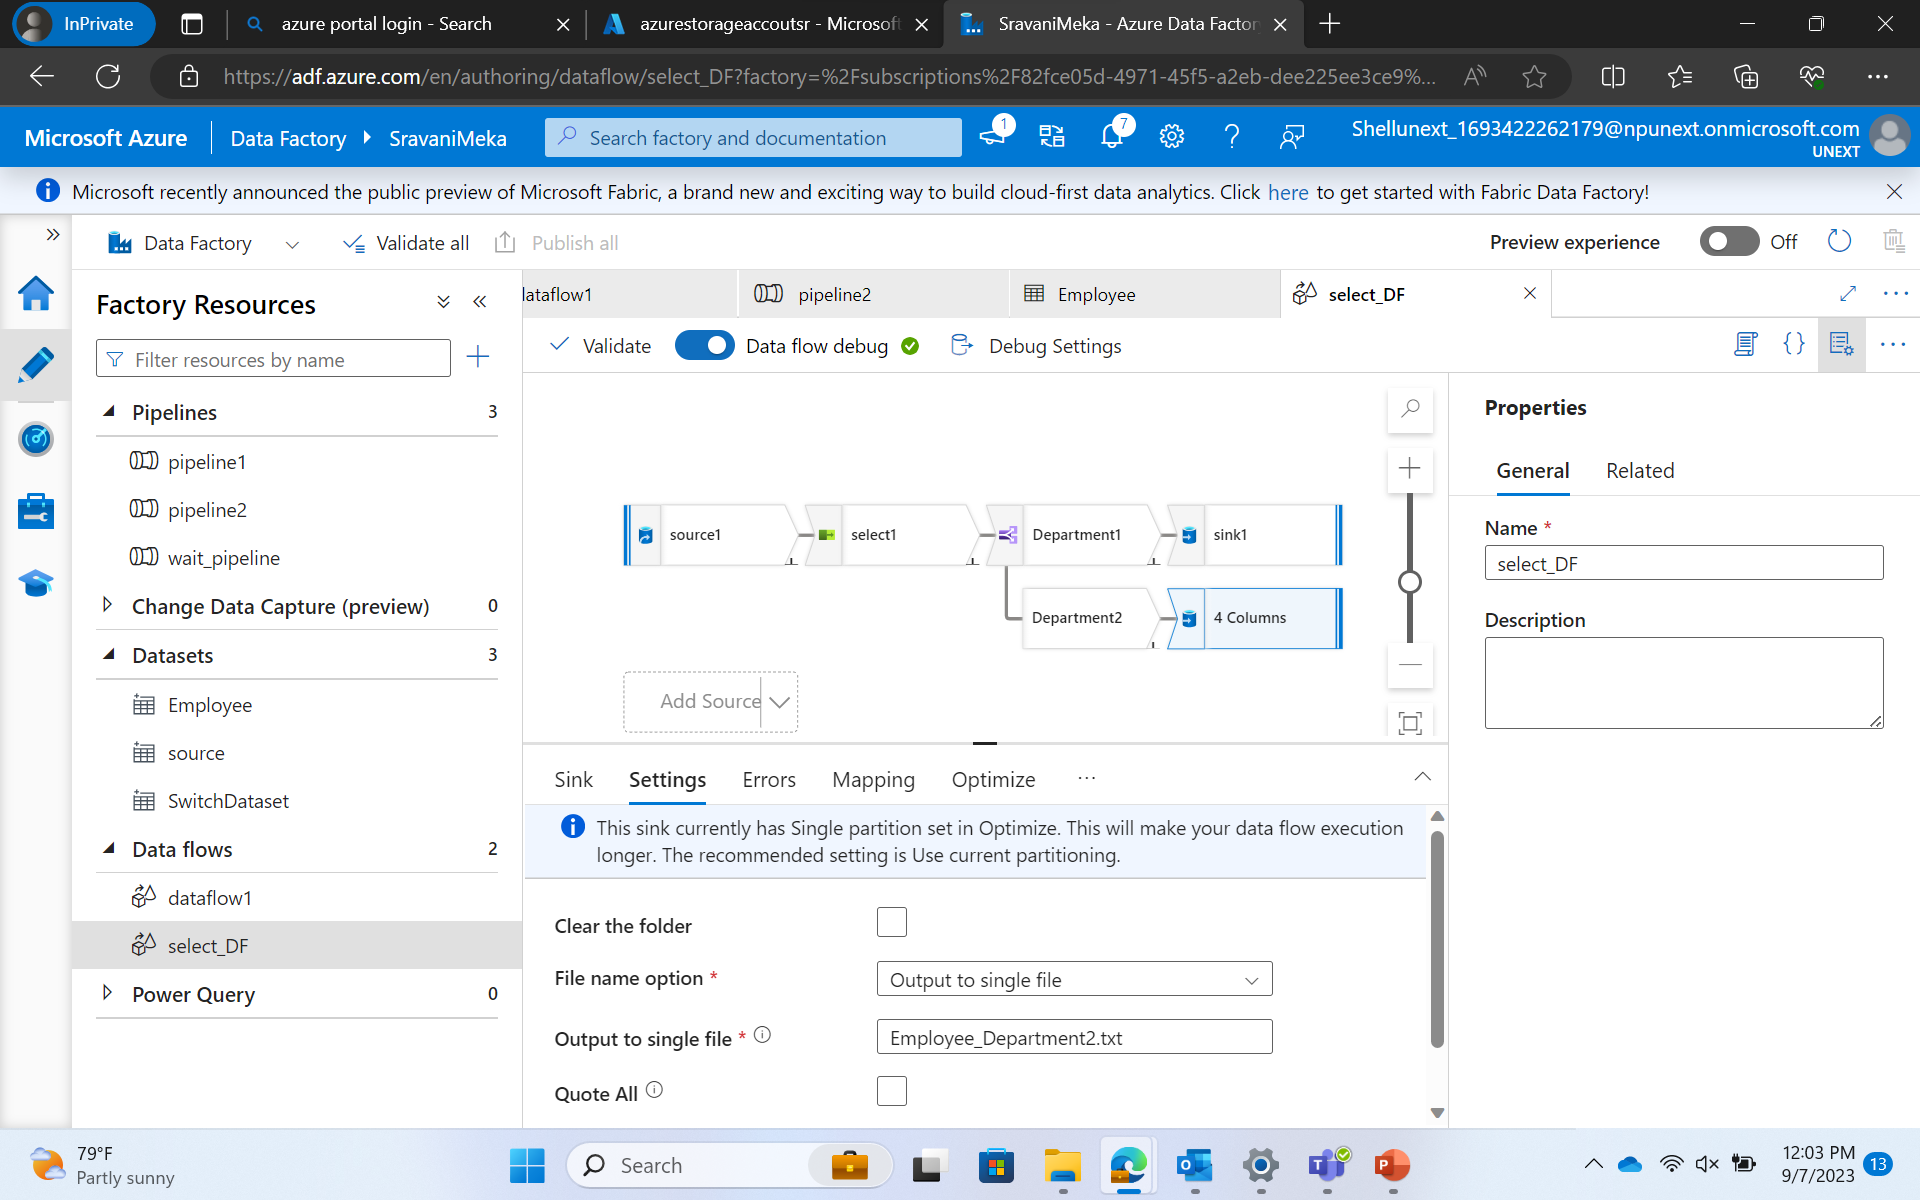 InPrivate
azure portal login - Search
azurestorageaccoutsr - Microsoft
SravaniMeka - Azure Data Factor
https://adf.azure.com/en/authoring/dataflow/select_DF?factory=%2Fsubscriptions%2F82fce05d-4971-45f5-a2eb-dee225ee3ce9%...
Microsoft Azure
Data Factory
SravaniMeka
Search factory and documentation
1
7
Shellunext_1693422262179@npunext.onmicrosoft.com
UNEXT
Microsoft recently announced the public preview of Microsoft Fabric, a brand new and exciting way to build cloud-first data analytics. Click here to get started with Fabric Data Factory!
Data Factory
Validate all
Publish all
Preview experience
Off
Factory Resources
Filter resources by name
Pipelines 3
pipeline1
pipeline2
wait_pipeline
Change Data Capture (preview) 0
Datasets 3
Employee
source
SwitchDataset
Data flows 2
dataflow1
select_DF
Power Query 0
lataflow1
pipeline2
Employee
select_DF
Validate
Data flow debug
Debug Settings
source1
select1
Department1
sink1
Department2
4 Columns
Add Source
Sink
Settings
Errors
Mapping
Optimize
This sink currently has Single partition set in Optimize. This will make your data flow execution
longer. The recommended setting is Use current partitioning.
Clear the folder
File name option *
Output to single file
Output to single file *
Employee_Department2.txt
Quote All
Properties
General
Related
Name *
select_DF
Description
79°F
Partly sunny
Search
12:03 PM
9/7/2023
13